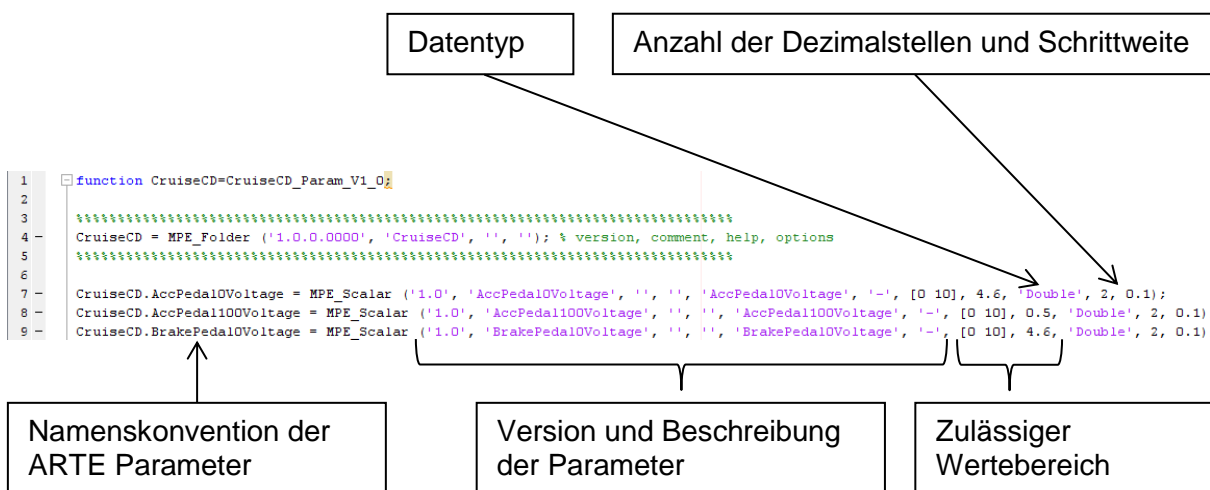 Datentyp
Anzahl der Dezimalstellen und Schrittweite
1 function CruiseCD=CruiseCD_Param_V1_0;
2
3 %%%%%%%%%%%%%%%%%%%%%%%%%%%%%%%%%%%%%%%%%%%%%%%%%%%%%%%%%%%%%%%%%%%%%%%%%%%%%%%%
4 - CruiseCD = MPE_Folder ('1.0.0.0000', 'CruiseCD', '', ''); % version, comment, help, options
5 %%%%%%%%%%%%%%%%%%%%%%%%%%%%%%%%%%%%%%%%%%%%%%%%%%%%%%%%%%%%%%%%%%%%%%%%%%%%%%%%
6
7 - CruiseCD.AccPedal0Voltage = MPE_Scalar ('1.0', 'AccPedal0Voltage', '', '', 'AccPedal0Voltage', '-', [0 10], 4.6, 'Double', 2, 0.1);
8 - CruiseCD.AccPedal100Voltage = MPE_Scalar ('1.0', 'AccPedal100Voltage', '', '', 'AccPedal100Voltage', '-', [0 10], 0.5, 'Double', 2, 0.1)
9 - CruiseCD.BrakePedal0Voltage = MPE_Scalar ('1.0', 'BrakePedal0Voltage', '', '', 'BrakePedal0Voltage', '-', [0 10], 4.6, 'Double', 2, 0.1)
Namenskonvention der
ARTE Parameter
Version und Beschreibung
der Parameter
Zulässiger
Wertebereich